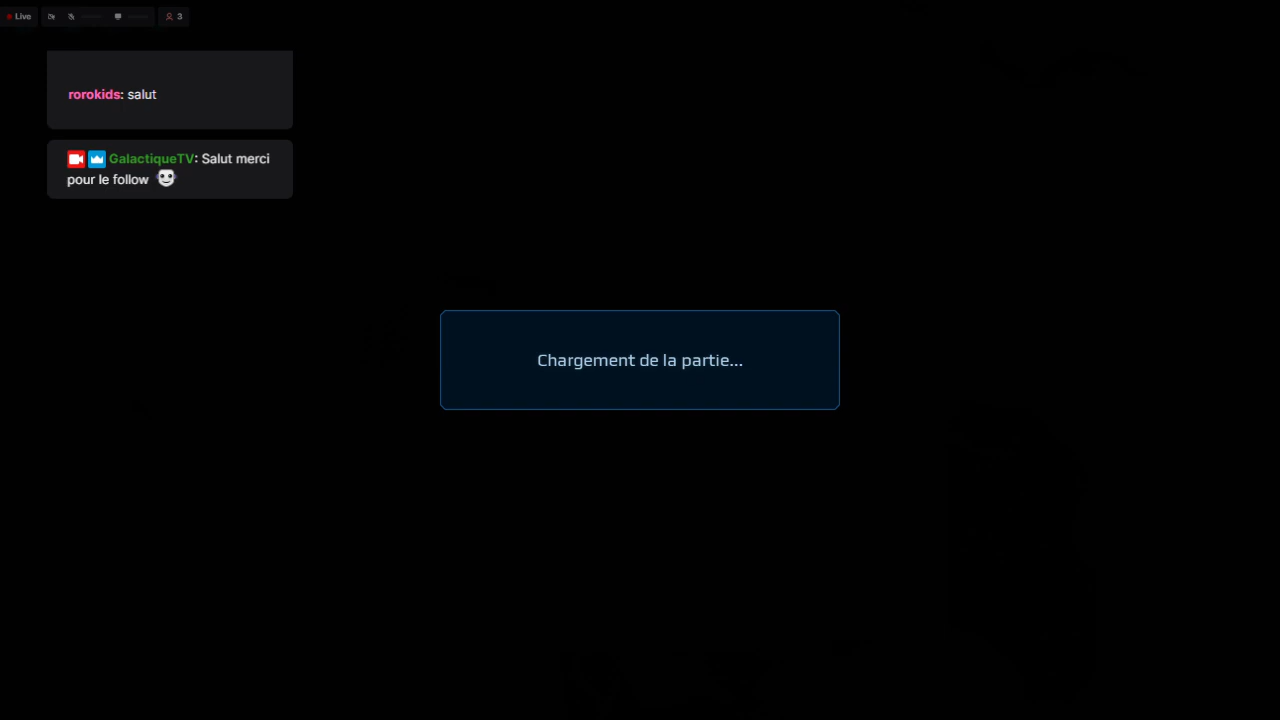 Live
3
rorokids: salut
GalactiqueTV: Salut merci
pour le follow
Chargement de la partie...